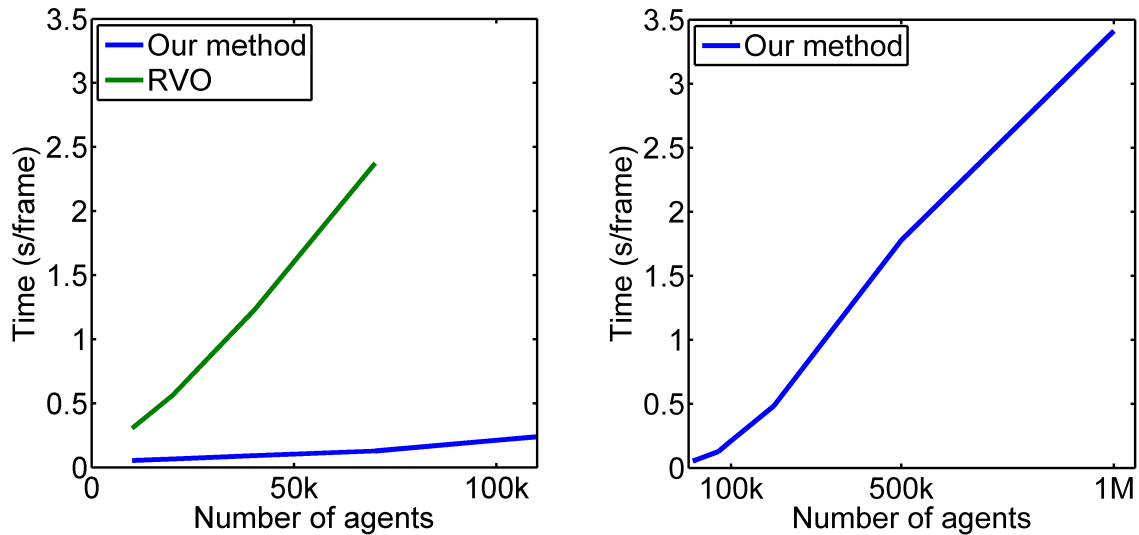 3.5
3
2.5
2
1.5
1
0.5
0
Time (s/frame)
Our method
RVO
0
50k
100k
Number of agents
3.5
3
2.5
2
1.5
1
0.5
0
Time (s/frame)
Our method
100k
500k
1M
Number of agents